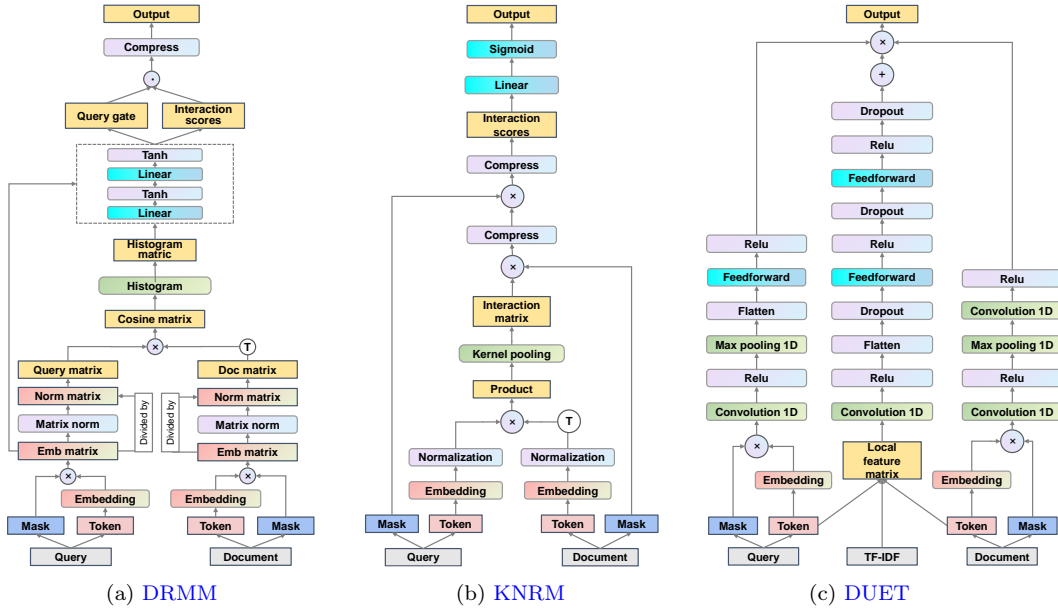 Output
Compress
·
Query gate
Interaction
scores
Tanh
Linear
Tanh
Linear
Histogram
matric
Histogram
Cosine matrix
×
T
Query matrix
Doc matrix
Norm matrix
Divided by
Divided by
Norm matrix
Matrix norm
Matrix norm
Emb matrix
Emb matrix
×
×
Embedding
Embedding
Mask
Token
Token
Mask
Query
Document
(a) DRMM
Output
Sigmoid
Linear
Interaction
scores
Compress
×
Compress
×
Interaction
matrix
Kernel pooling
Product
×
T
Normalization
Normalization
Embedding
Embedding
Mask
Token
Token
Mask
Query
Document
(b) KNRM
Output
×
+
Dropout
Relu
Feedforward
Dropout
Relu
Relu
Feedforward
Feedforward
Relu
Flatten
Dropout
Convolution 1D
Max pooling 1D
Flatten
Max pooling 1D
Relu
Relu
Relu
Convolution 1D
Convolution 1D
Convolution 1D
×
×
Local
feature
matrix
Embedding
Embedding
Mask
Token
Token
Mask
Query
TF-IDF
Document
(c) DUET